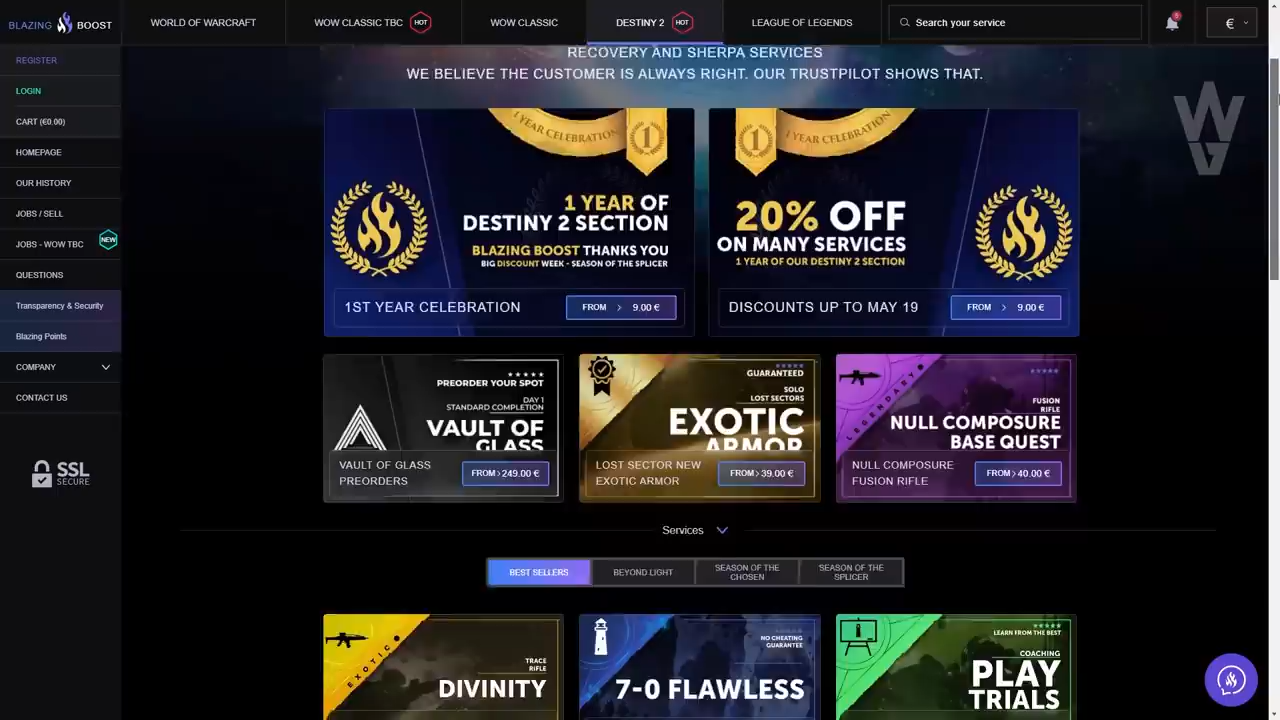 BLAZING BOOST
WORLD OF WARCRAFT
WOW CLASSIC TBC
HOT
WOW CLASSIC
DESTINY 2
HOT
LEAGUE OF LEGENDS
Search your service
€
REGISTER
LOGIN
CART (€0.00)
HOMEPAGE
OUR HISTORY
JOBS / SELL
JOBS - WOW TBC
NEW
QUESTIONS
Transparency & Security
Blazing Points
COMPANY
CONTACT US
SSL
SECURE
RECOVERY AND SHERPA SERVICES
WE BELIEVE THE CUSTOMER IS ALWAYS RIGHT. OUR TRUSTPILOT SHOWS THAT.
1 YEAR CELEBRATION
1
1 YEAR OF
DESTINY 2 SECTION
BLAZING BOOST THANKS YOU
BIG DISCOUNT WEEK - SEASON OF THE SPLICER
1ST YEAR CELEBRATION
FROM > 9.00 €
1 YEAR CELEBRATION
1
20% OFF
ON MANY SERVICES
1 YEAR OF OUR DESTINY 2 SECTION
DISCOUNTS UP TO MAY 19
FROM > 9.00 €
PREORDER YOUR SPOT
DAY 1
STANDARD COMPLETION
VAULT OF
GLASS
VAULT OF GLASS
PREORDERS
FROM > 249.00 €
GUARANTEED
SOLO
LOST SECTORS
EXOTIC
ARMOR
LOST SECTOR NEW
EXOTIC ARMOR
FROM > 39.00 €
LEGENDARY
FUSION
RIFLE
NULL COMPOSURE
BASE QUEST
NULL COMPOSURE
FUSION RIFLE
FROM > 40.00 €
Services
BEST SELLERS
BEYOND LIGHT
SEASON OF THE
CHOSEN
SEASON OF THE
SPLICER
EXOTIC
TRACE
RIFLE
DIVINITY
NO CHEATING
GUARANTEE
7-0 FLAWLESS
LEARN FROM THE BEST
COACHING
PLAY
TRIALS